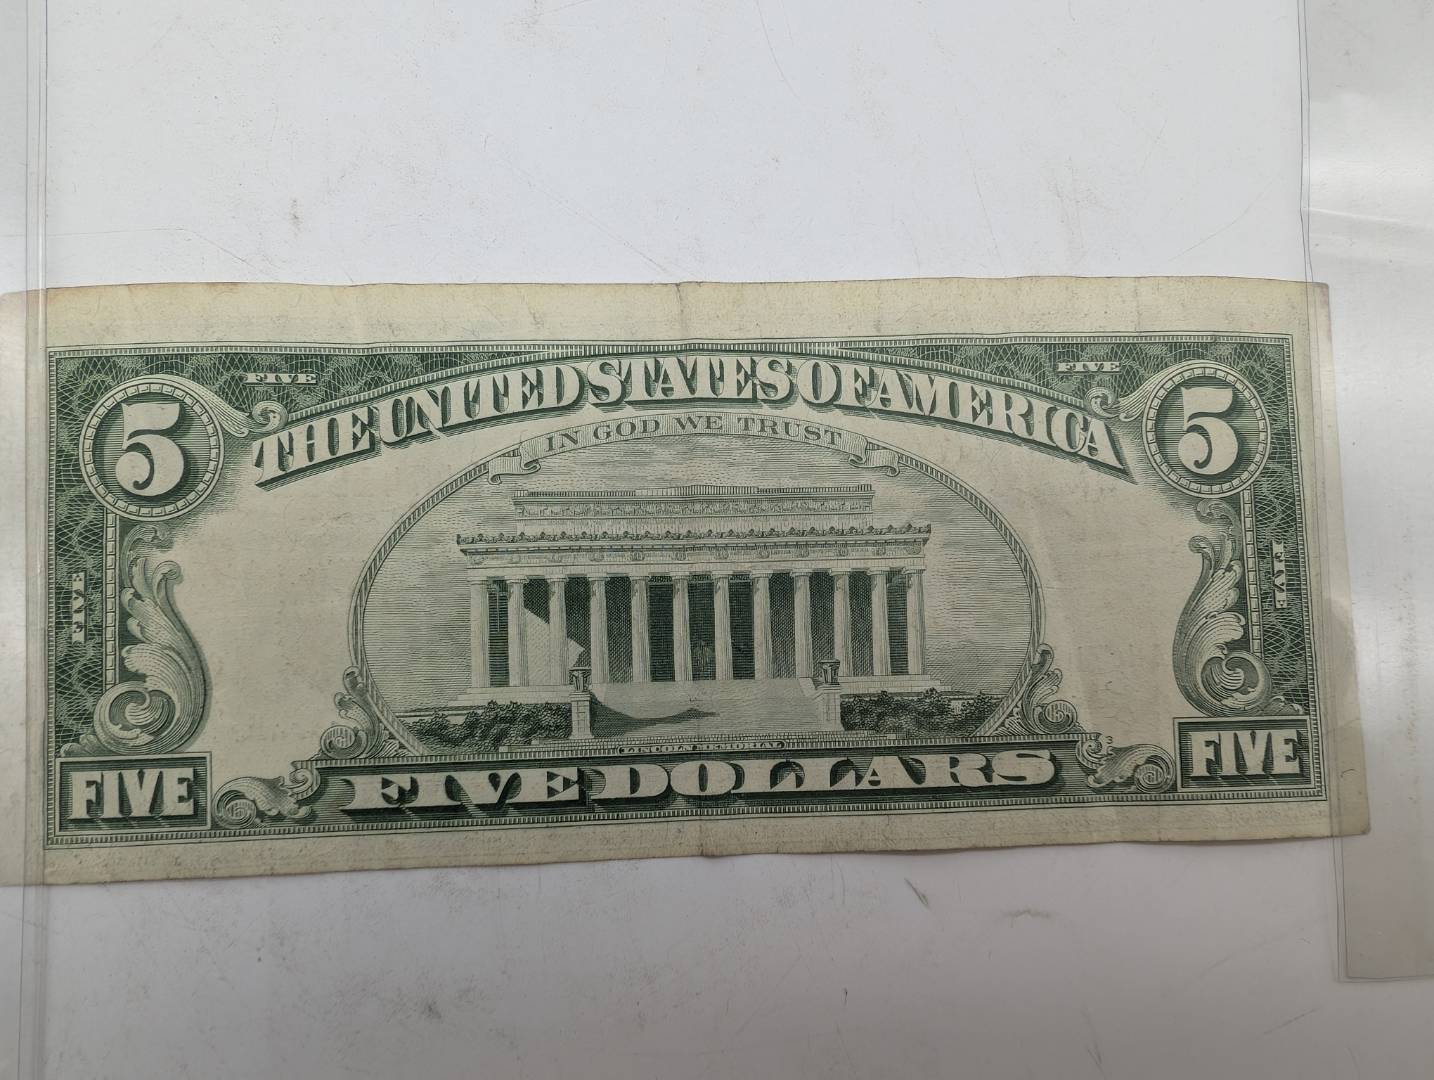 5 FIVE FIVE 5
THE UNITED STATES OF AMERICA
IN GOD WE TRUST
FIVE FIVE
LINCOLN MEMORIAL
FIVE FIVE DOLLARS FIVE